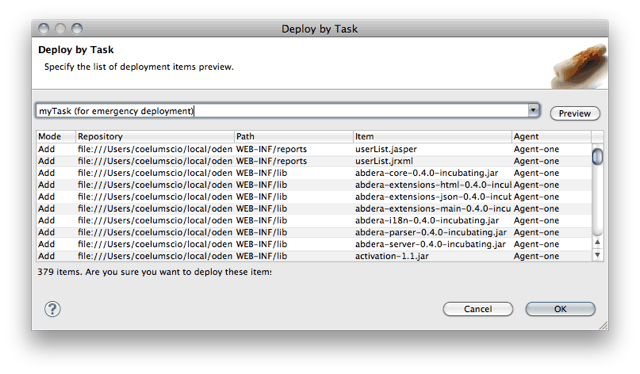 Deploy by Task
Deploy by Task
Specify the list of deployment items preview.
myTask (for emergency deployment)
Preview
Mode Repository Path Item Agent
Add file:///Users/coelumscio/local/oden WEB-INF/reports userList.jasper Agent-one
Add file:///Users/coelumscio/local/oden WEB-INF/reports userList.jrxml Agent-one
Add file:///Users/coelumscio/local/oden WEB-INF/lib abdera-core-0.4.0-incubating.jar Agent-one
Add file:///Users/coelumscio/local/oden WEB-INF/lib abdera-extensions-html-0.4.0-incul Agent-one
Add file:///Users/coelumscio/local/oden WEB-INF/lib abdera-extensions-json-0.4.0-incul Agent-one
Add file:///Users/coelumscio/local/oden WEB-INF/lib abdera-extensions-main-0.4.0-incu Agent-one
Add file:///Users/coelumscio/local/oden WEB-INF/lib abdera-i18n-0.4.0-incubating.jar Agent-one
Add file:///Users/coelumscio/local/oden WEB-INF/lib abdera-parser-0.4.0-incubating.jar Agent-one
Add file:///Users/coelumscio/local/oden WEB-INF/lib abdera-server-0.4.0-incubating.jar Agent-one
Add file:///Users/coelumscio/local/oden WEB-INF/lib activation-1.1.jar Agent-one
379 items. Are you sure you want to deploy these items
?
Cancel OK